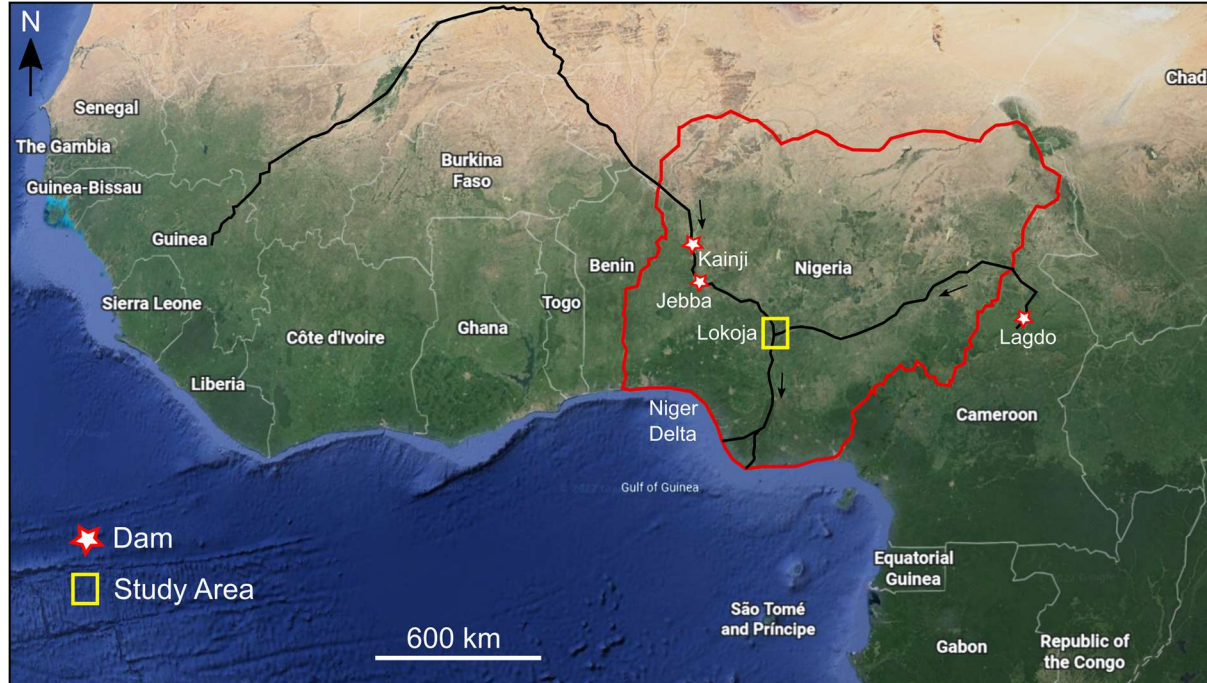 N
Chad
Senegal
The Gambia
Burkina
Faso
Guinea-Bissau
Guinea
Benin
Kainji
Nigeria
Jebba
Sierra Leone
Togo
Ghana
Côte d'Ivoire
Lokoja
Lagdo
Liberia
Niger
Delta
Cameroon
Gulf of Guinea
Dam
Study Area
Equatorial
Guinea
São Tomé
and Príncipe
600 km
Gabon
Republic of
the Congo